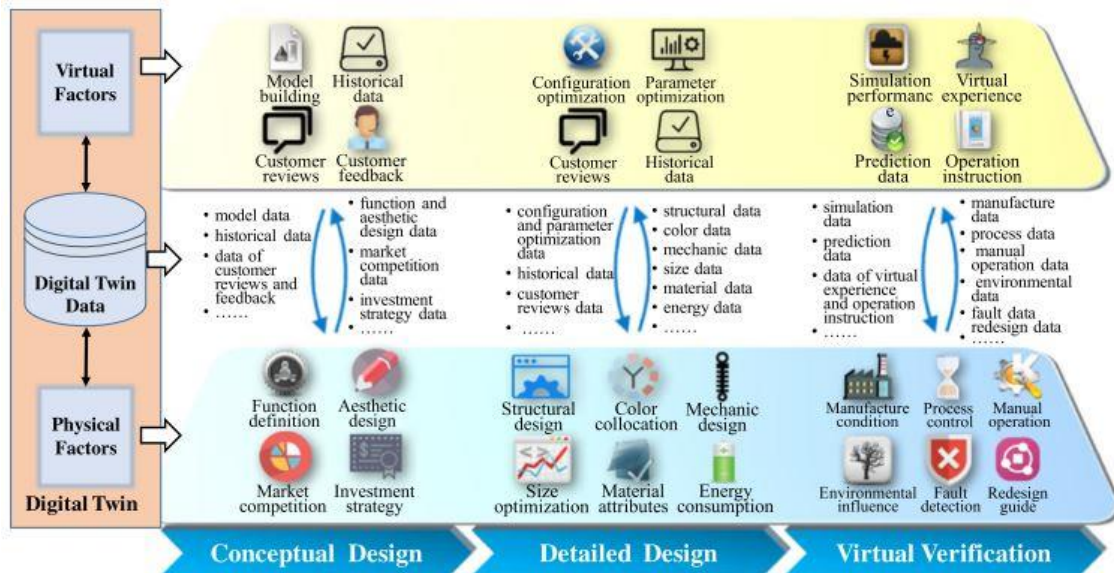 Virtual
Factors
Digital Twin
Data
Physical
Factors
Digital Twin
Model
building
Historical
data
Customer
reviews
Customer
feedback
Configuration
optimization
Parameter
optimization
Customer
reviews
Historical
data
Simulation
performanc
Virtual
experience
e
Prediction
data
Operation
instruction
• model data
• historical data
• data of
customer
reviews and
feedback
• ……
• function and
aesthetic
design data
• market
competition
data
• investment
strategy data
• ……
• configuration
and parameter
optimization
data
• historical data
• customer
reviews data
• ……
• structural data
• color data
• mechanic data
• size data
• material data
• energy data
• ……
• simulation
data
• prediction
data
• data of virtual
experience
and operation
instruction
• ……
• manufacture
data
• process data
• manual
operation data
• environmental
data
• fault data
redesign data
• ……
Function
definition
Aesthetic
design
Market
competition
Investment
strategy
Structural
design
Color
collocation
Mechanic
design
Size
optimization
Material
attributes
Energy
consumption
Manufacture
condition
Process
control
Manual
operation
Environmental
influence
Fault
detection
Redesign
guide
Conceptual Design
Detailed Design
Virtual Verification